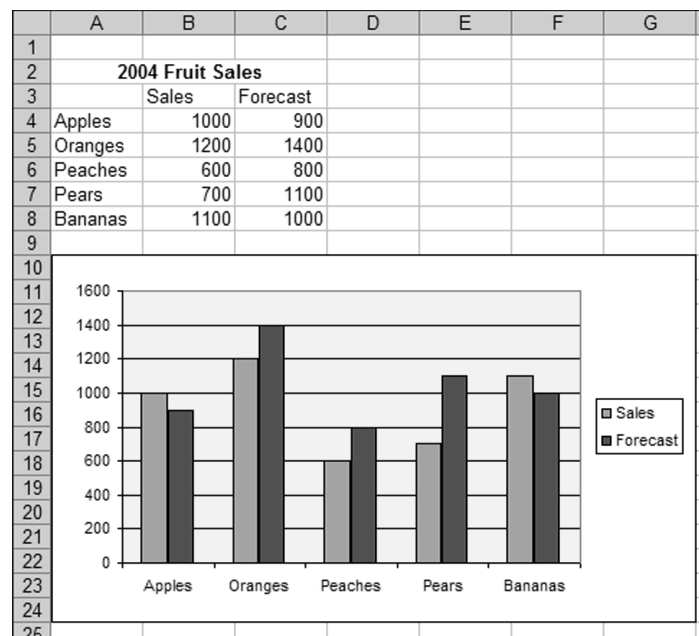 A B C D E F G
1
2 2004 Fruit Sales
3 Sales Forecast
4 Apples 1000 900
5 Oranges 1200 1400
6 Peaches 600 800
7 Pears 700 1100
8 Bananas 1100 1000
9
10
11
12
13
14
15
16
17
18
19
20
21
22
23
24
25
1600
1400
1200
1000
800
600
400
200
0
Apples Oranges Peaches Pears Bananas
Sales
Forecast